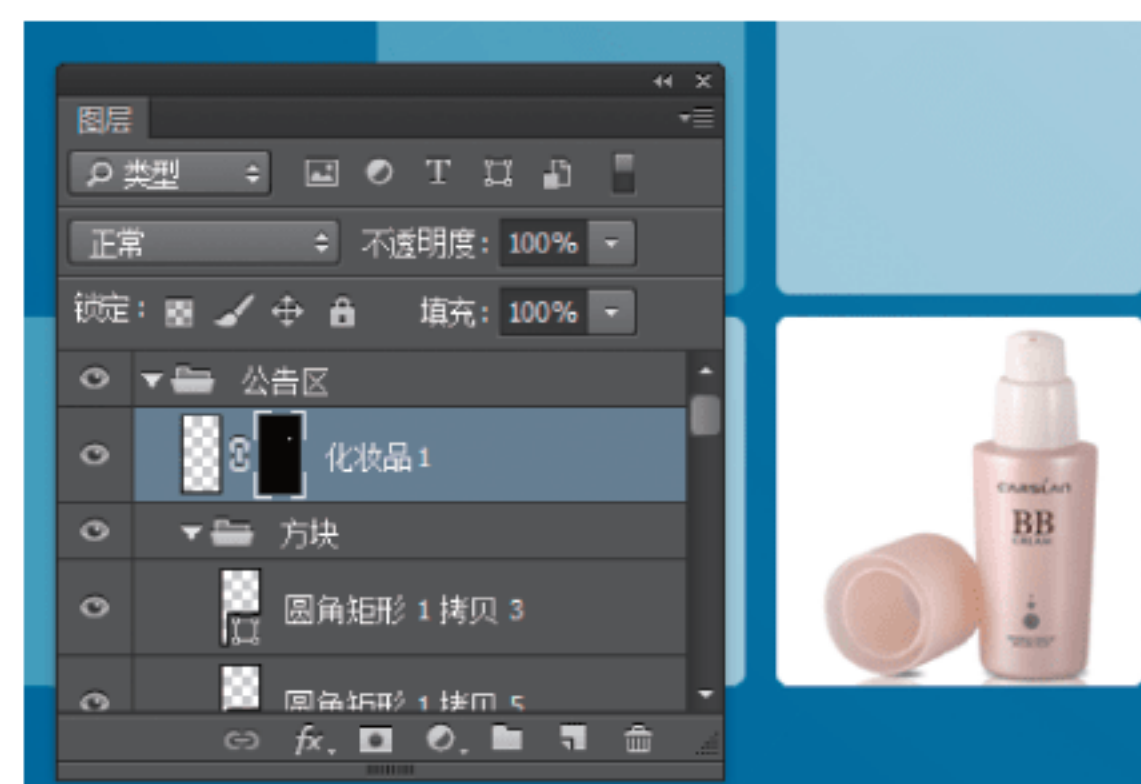 图层
类型 T
正常 不透明度: 100%
锁定: 填充: 100%
公告区
化妆品 1
方块
圆角矩形 1 拷贝 3
圆角矩形 1 拷贝 5
fx.
CARSLAN
BB
CREAM